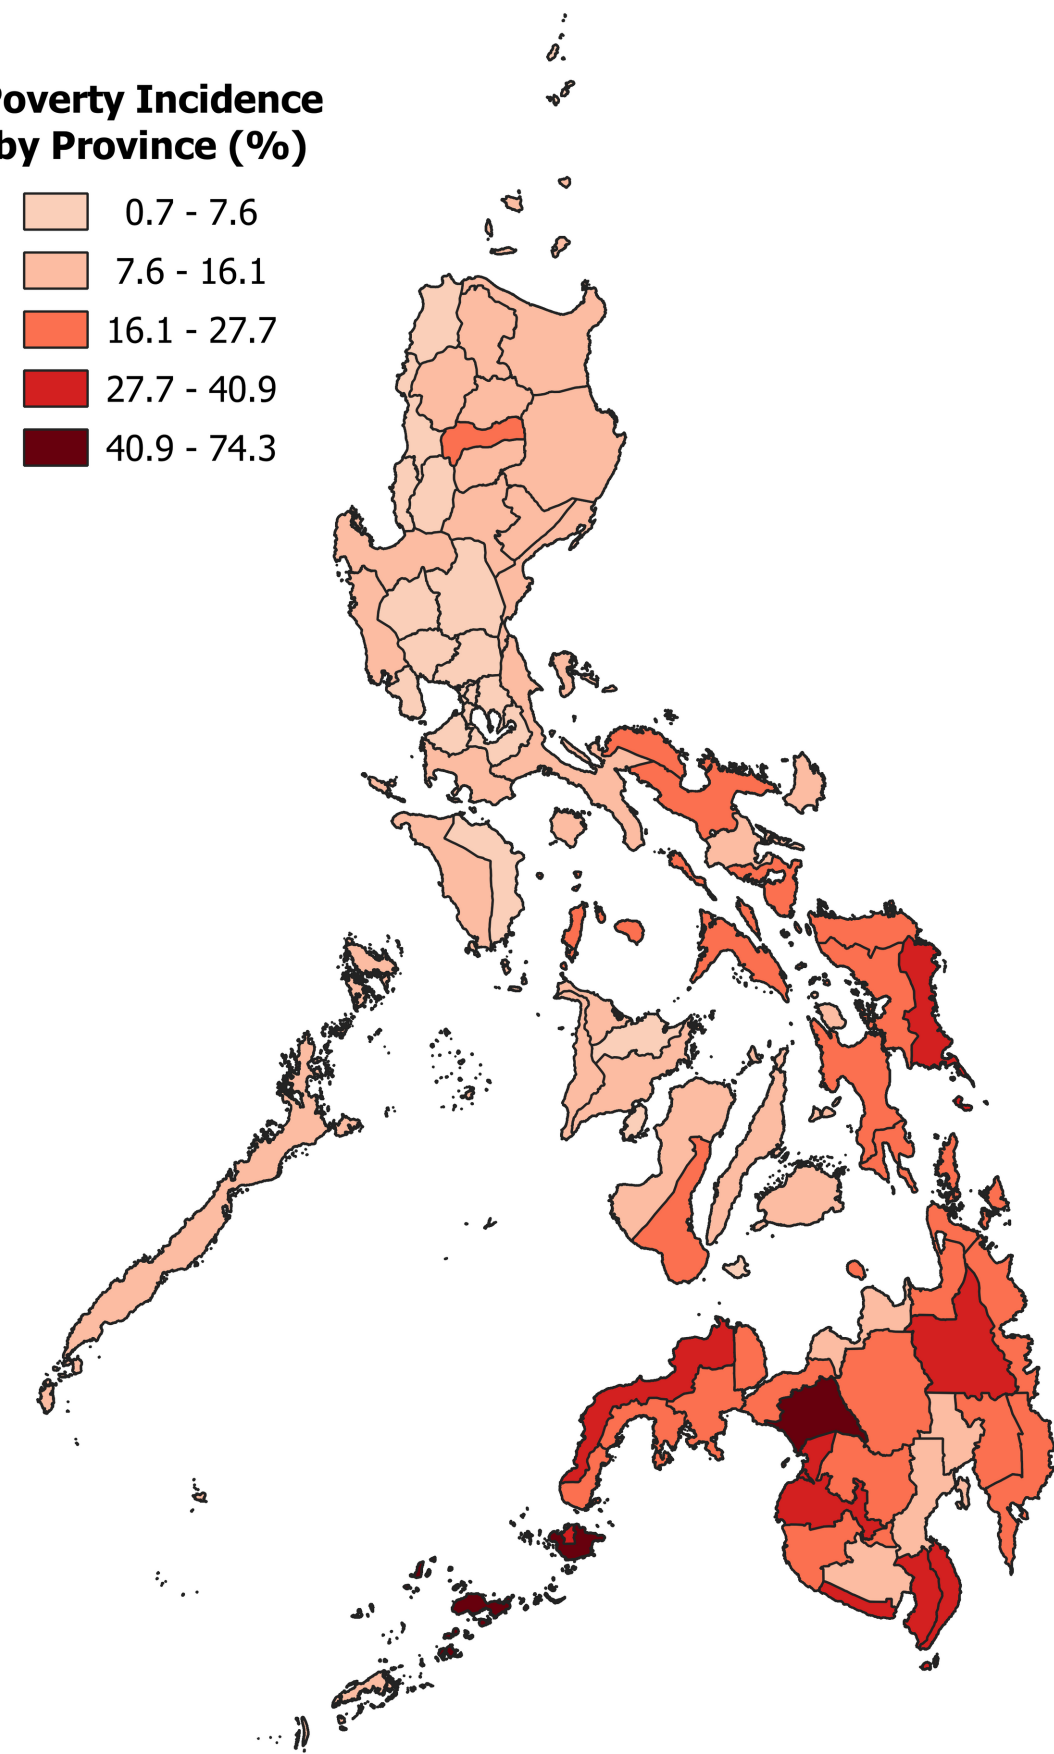 Poverty Incidence
by Province (%)
0.7 - 7.6
7.6 - 16.1
16.1 - 27.7
27.7 - 40.9
40.9 - 74.3